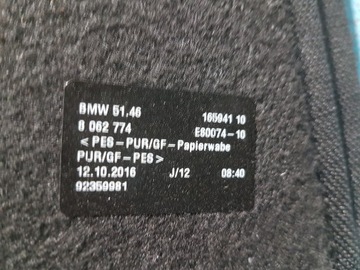 BMW 51.46 165941 10
8 062 774 E60074-10
< PES-PUR/GF-Papierwabe
PUR/GF-PES>
12.10.2016 J/12 08:40
92359981